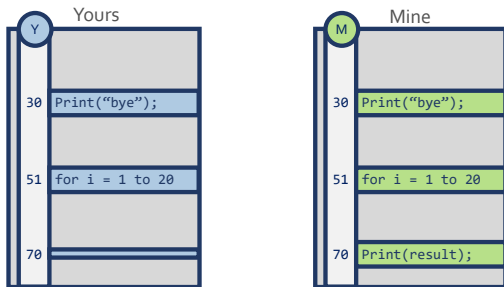 Yours
Y
30 Print(“bye”);
51 for i = 1 to 20
70
Mine
M
30 Print(“bye”);
51 for i = 1 to 20
70 Print(result);